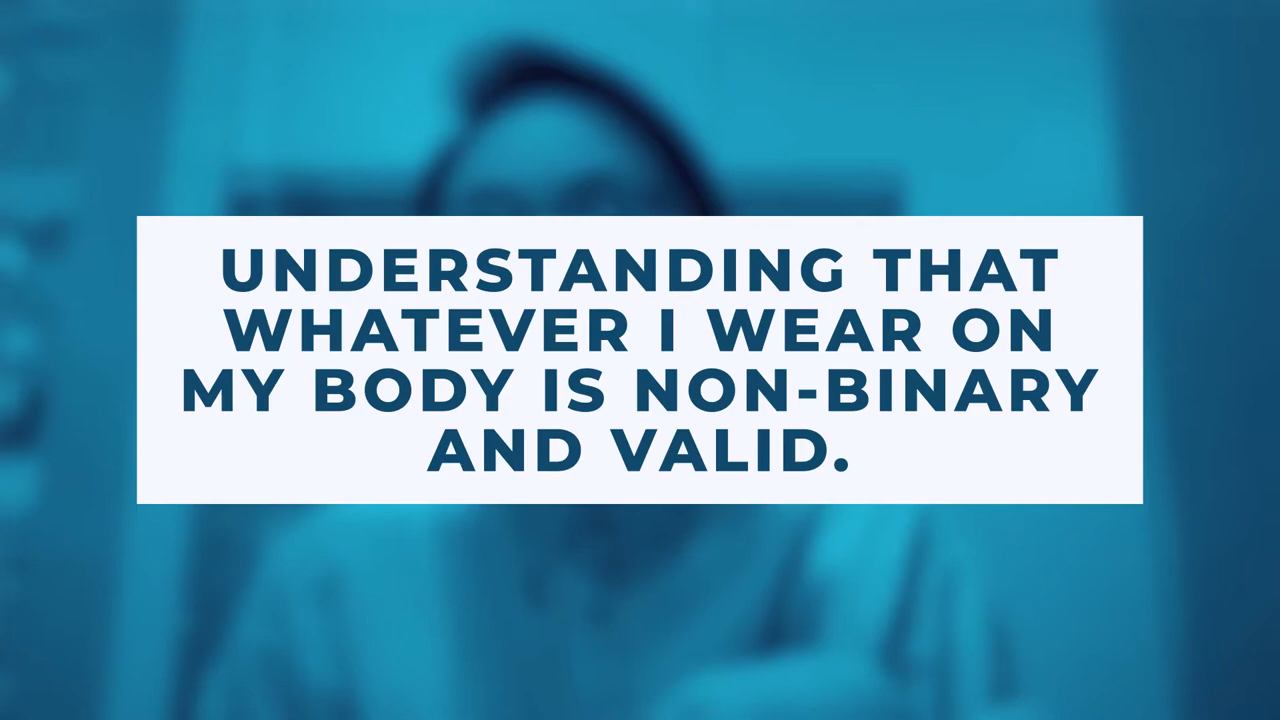 UNDERSTANDING THAT
WHATEVER I WEAR ON
MY BODY IS NON-BINARY
AND VALID.